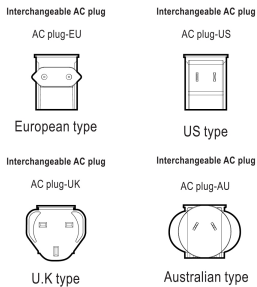 Interchangeable AC plug
AC plug-EU
European type
Interchangeable AC plug
AC plug-US
US type
Interchangeable AC plug
AC plug-UK
U.K type
Interchangeable AC plug
AC plug-AU
Australian type